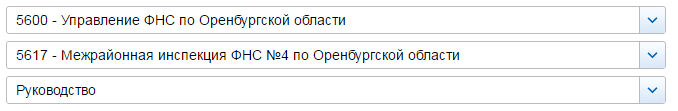 5600 - Управление ФНС по Оренбургской области
5617 - Межрайонная инспекция ФНС №4 по Оренбургской области
Руководство